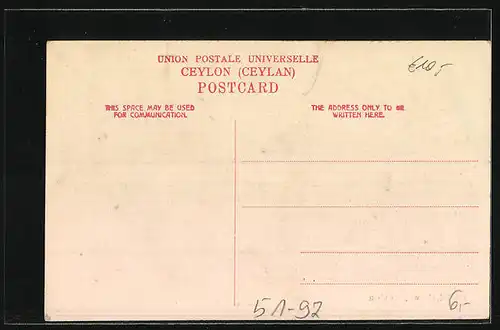 UNION POSTALE UNIVERSELLE
CEYLON (CEYLAN)
POSTCARD
€10,-
THIS SPACE MAY BE USED
FOR COMMUNICATION.
THE ADDRESS ONLY TO BE
WRITTEN HERE.
51-92
6,-